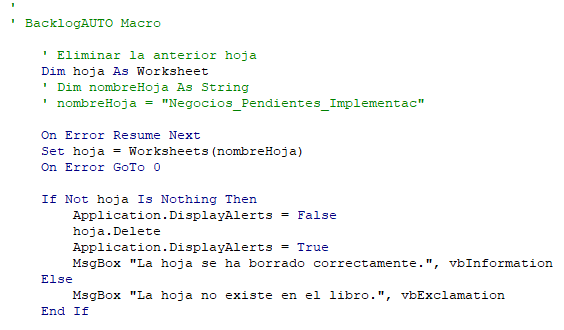 '
' BacklogAUTO Macro
' Eliminar la anterior hoja
Dim hoja As Worksheet
' Dim nombreHoja As String
' nombreHoja = "Negocios_Pendientes_Implementac"
On Error Resume Next
Set hoja = Worksheets(nombreHoja)
On Error GoTo 0
If Not hoja Is Nothing Then
Application.DisplayAlerts = False
hoja.Delete
Application.DisplayAlerts = True
MsgBox "La hoja se ha borrado correctamente.", vbInformation
Else
MsgBox "La hoja no existe en el libro.", vbExclamation
End If